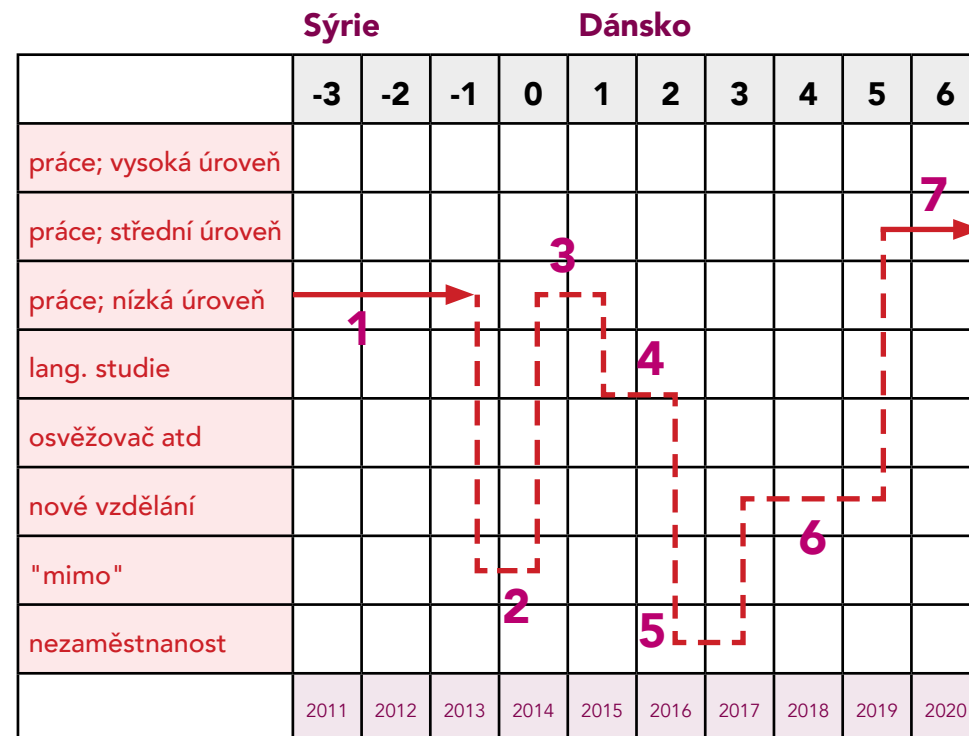 Sýrie Dánsko
-3 -2 -1 0 1 2 3 4 5 6
práce; vysoká úroveň
7
práce; střední úroveň
3
práce; nízká úroveň
1
4
lang. studie
osvěžovač atd
nové vzdělání
6
"mimo"
2
5
nezaměstnanost
2011 2012 2013 2014 2015 2016 2017 2018 2019 2020